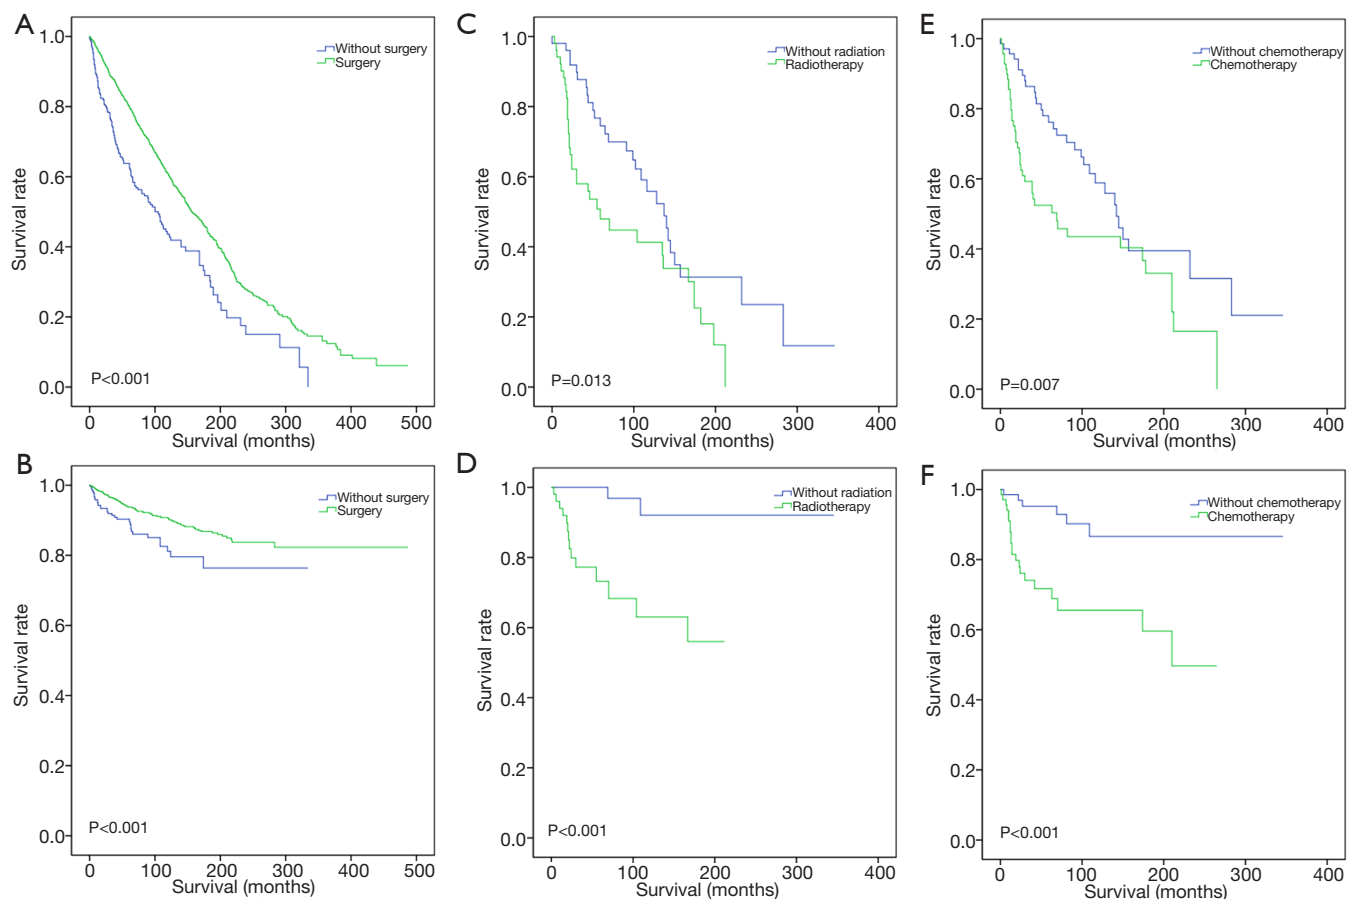 A
Survival rate
1.0
0.8
0.6
0.4
0.2
0.0
Without surgery
Surgery
P<0.001
0 100 200 300 400 500
Survival (months)
C
Survival rate
1.0
0.8
0.6
0.4
0.2
0.0
Without radiation
Radiotherapy
P=0.013
0 100 200 300 400
Survival (months)
E
Survival rate
1.0
0.8
0.6
0.4
0.2
0.0
Without chemotherapy
Chemotherapy
P=0.007
0 100 200 300 400
Survival (months)
B
Survival rate
1.0
0.8
0.6
0.4
0.2
0.0
Without surgery
Surgery
P<0.001
0 100 200 300 400 500
Survival (months)
D
Survival rate
1.0
0.8
0.6
0.4
0.2
0.0
Without radiation
Radiotherapy
P<0.001
0 100 200 300 400
Survival (months)
F
Survival rate
1.0
0.8
0.6
0.4
0.2
0.0
Without chemotherapy
Chemotherapy
P<0.001
0 100 200 300 400
Survival (months)